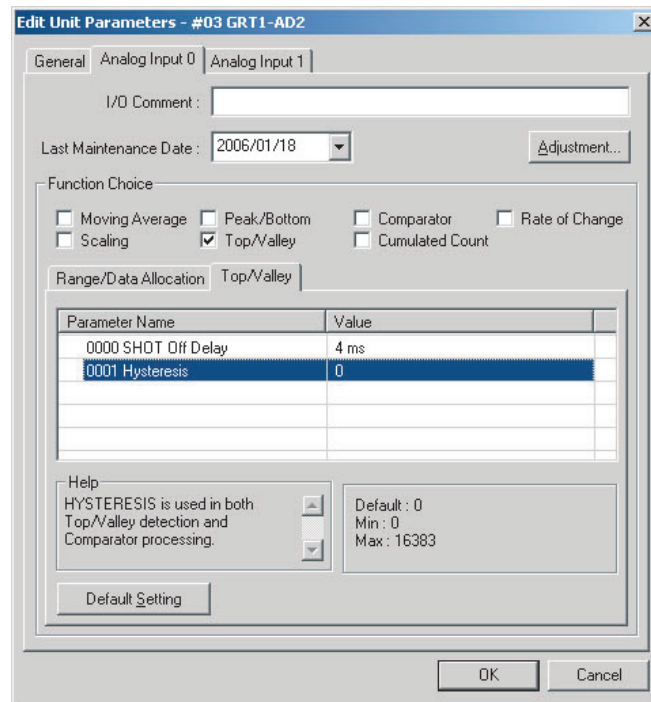 Edit Unit Parameters - #03 GRT1-AD2
General Analog Input 0 Analog Input 1
I/O Comment :
Last Maintenance Date : 2006/01/18 Adjustment...
Function Choice
Moving Average Peak/Bottom Comparator Rate of Change
Scaling Top/Valley Cumulated Count
Range/Data Allocation Top/Valley
Parameter Name Value
0000 SHOT Off Delay 4 ms
0001 Hysteresis 0
Help
HYSTERESIS is used in both
Top/Valley detection and
Comparator processing.
Default : 0
Min : 0
Max : 16383
Default Setting
OK Cancel